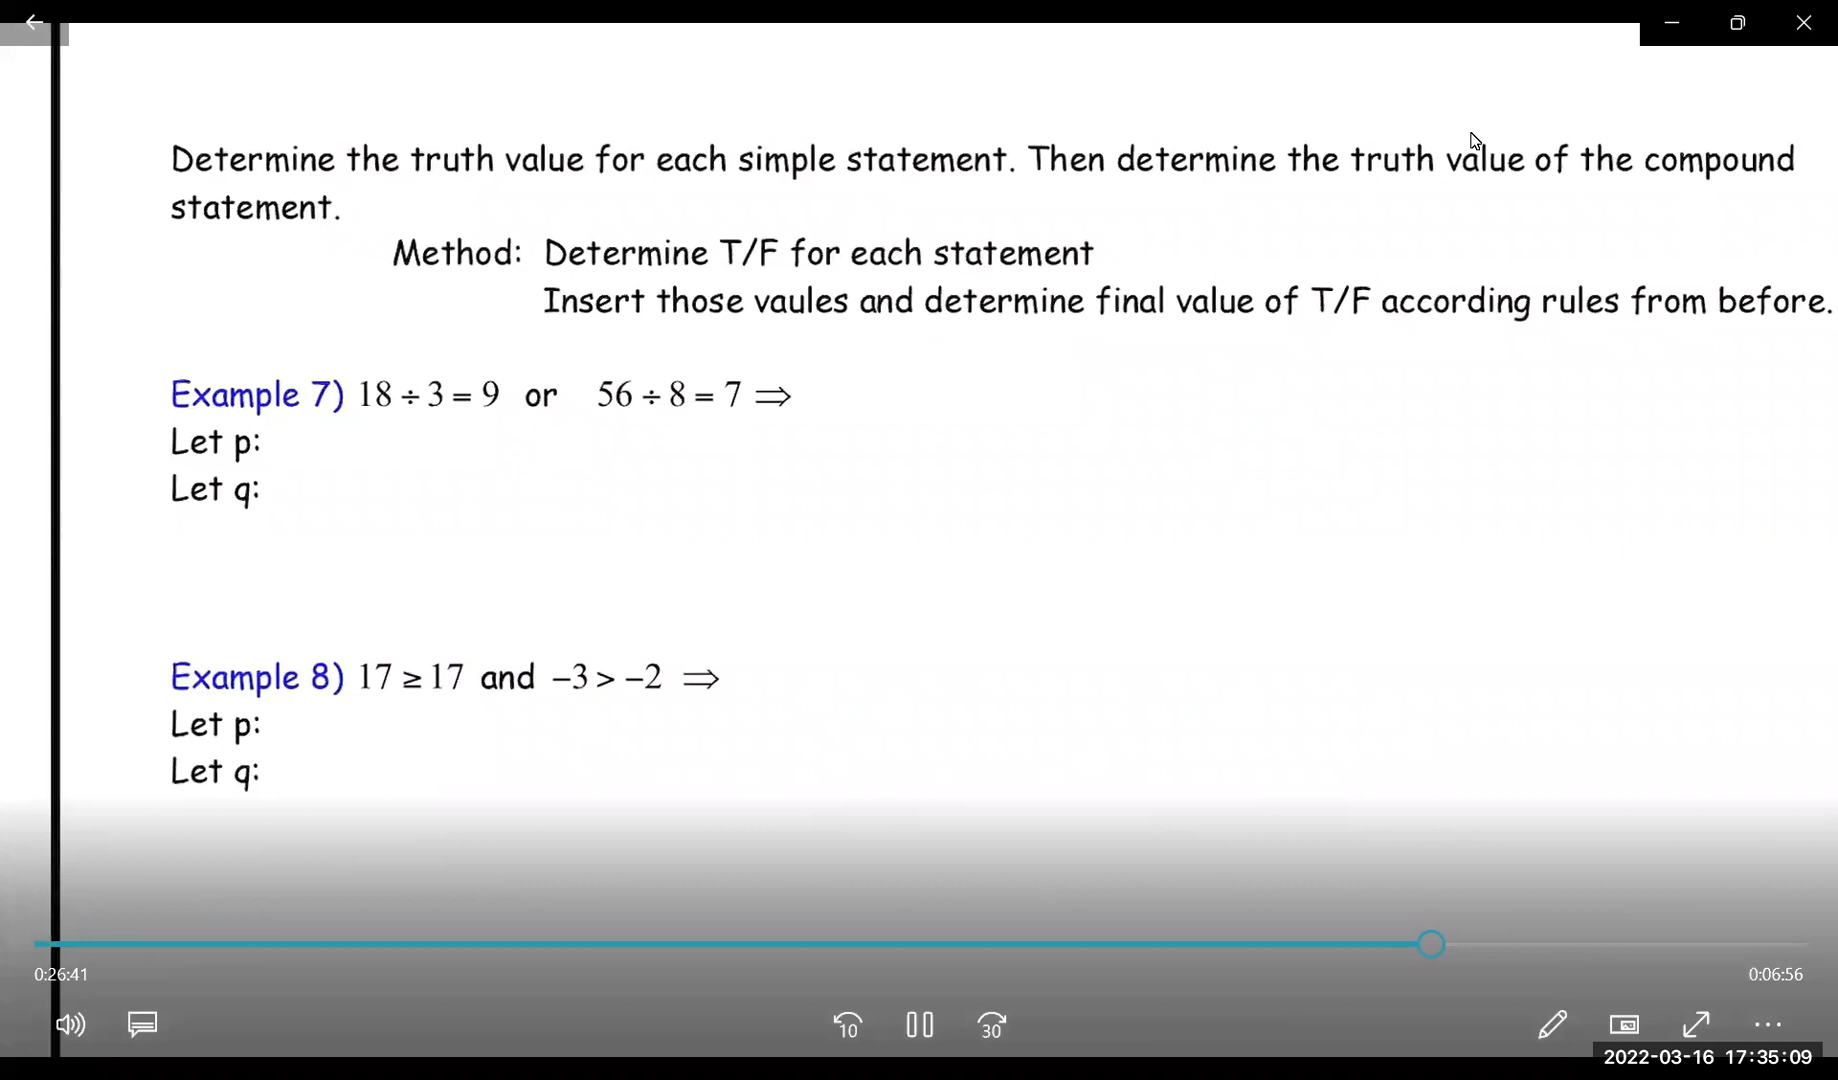 Determine the truth value for each simple statement. Then determine the truth value of the compound
statement.
Method: Determine T/F for each statement
Insert those vaules and determine final value of T/F according rules from before.
Example 7) 18 ÷ 3 = 9 or 56 ÷ 8 = 7 ⇒
Let p:
Let q:
Example 8) 17 ≥ 17 and −3 > −2 ⇒
Let p:
Let q:
0:26:41
0:06:56
10
30
2022-03-16 17:35:09